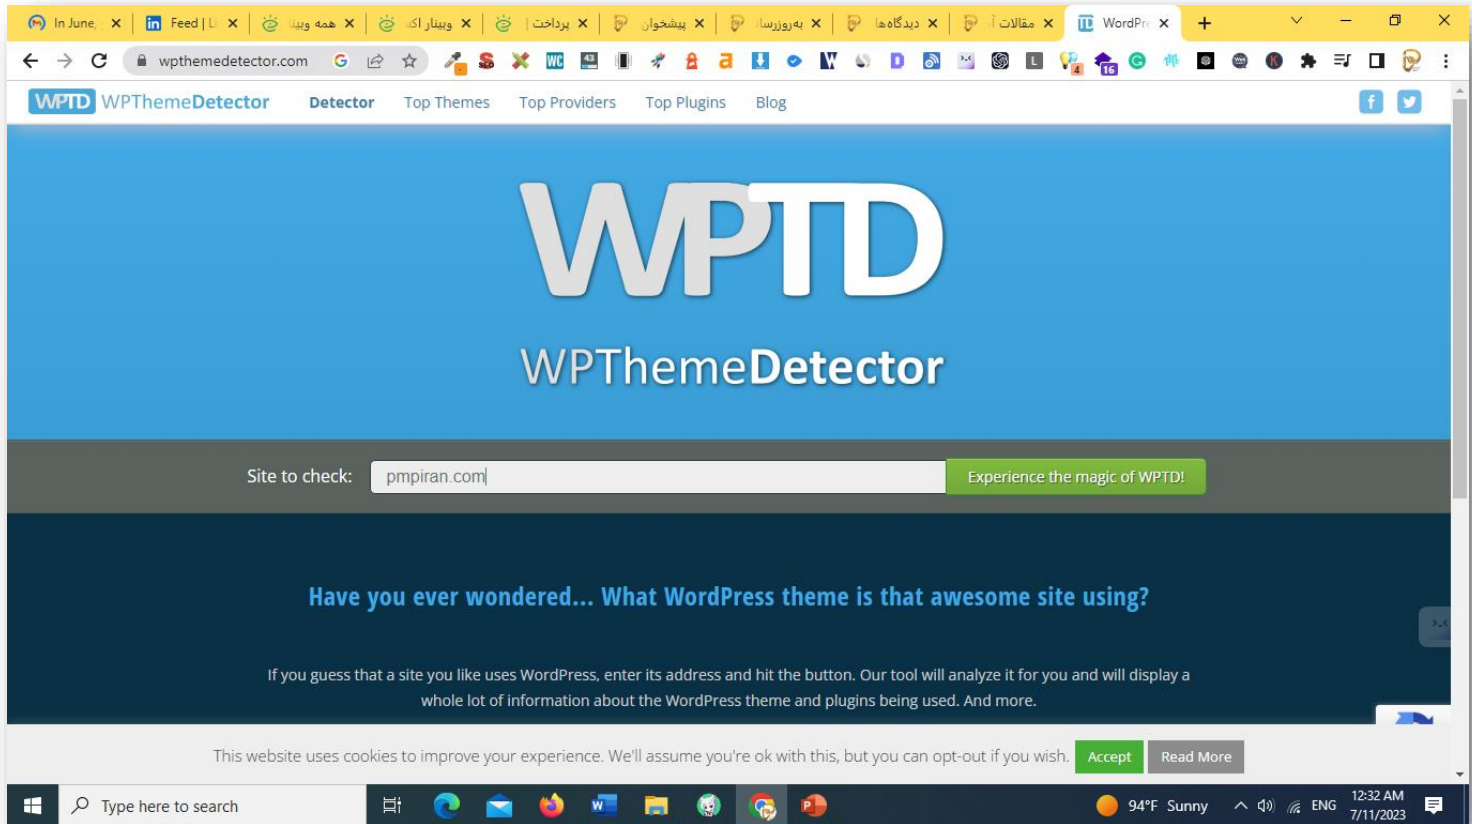 In June,
Feed | Li
همه وبینا
وبینار اک
پرداخت |
پیشخوان
به‌روزرسا
دیدگاه‌ها
مقالات آ
WordPre
wpthemedetector.com
WPTD WPThemeDetector
Detector
Top Themes
Top Providers
Top Plugins
Blog
WPTD
WPThemeDetector
Site to check:
pmpiran.com
Experience the magic of WPTD!
Have you ever wondered... What WordPress theme is that awesome site using?
If you guess that a site you like uses WordPress, enter its address and hit the button. Our tool will analyze it for you and will display a
whole lot of information about the WordPress theme and plugins being used. And more.
This website uses cookies to improve your experience. We'll assume you're ok with this, but you can opt-out if you wish.
Accept
Read More
Type here to search
94°F Sunny
ENG
12:32 AM
7/11/2023